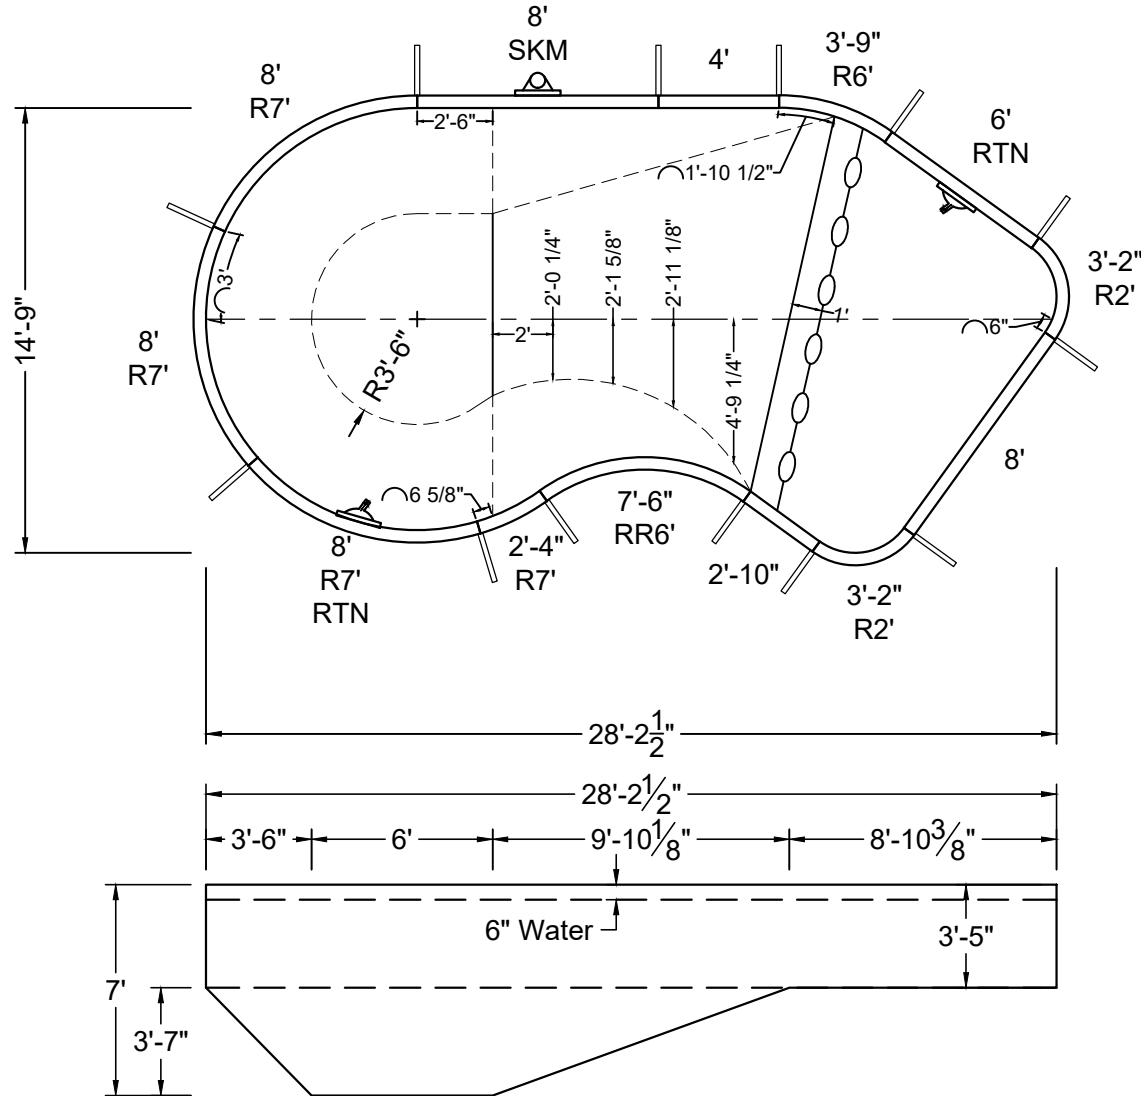 8'
SKM
4'
3'-9"
R6'
8'
R7'
6'
RTN
2'-6"
1'-10 1/2"
3'-2"
R2'
14'-9"
3'
2'-0 1/4"
2'-1 5/8"
2'-11 1/8"
2'
1'
6"
8'
R7'
R3'-6"
4'-9 1/4"
8'
6 5/8"
7'-6"
RR6'
8'
R7'
RTN
2'-4"
R7'
2'-10"
3'-2"
R2'
28'-2 1/2"
28'-2 1/2"
3'-6"
6'
9'-10 1/8"
8'-10 3/8"
6" Water
3'-5"
7'
3'-7"